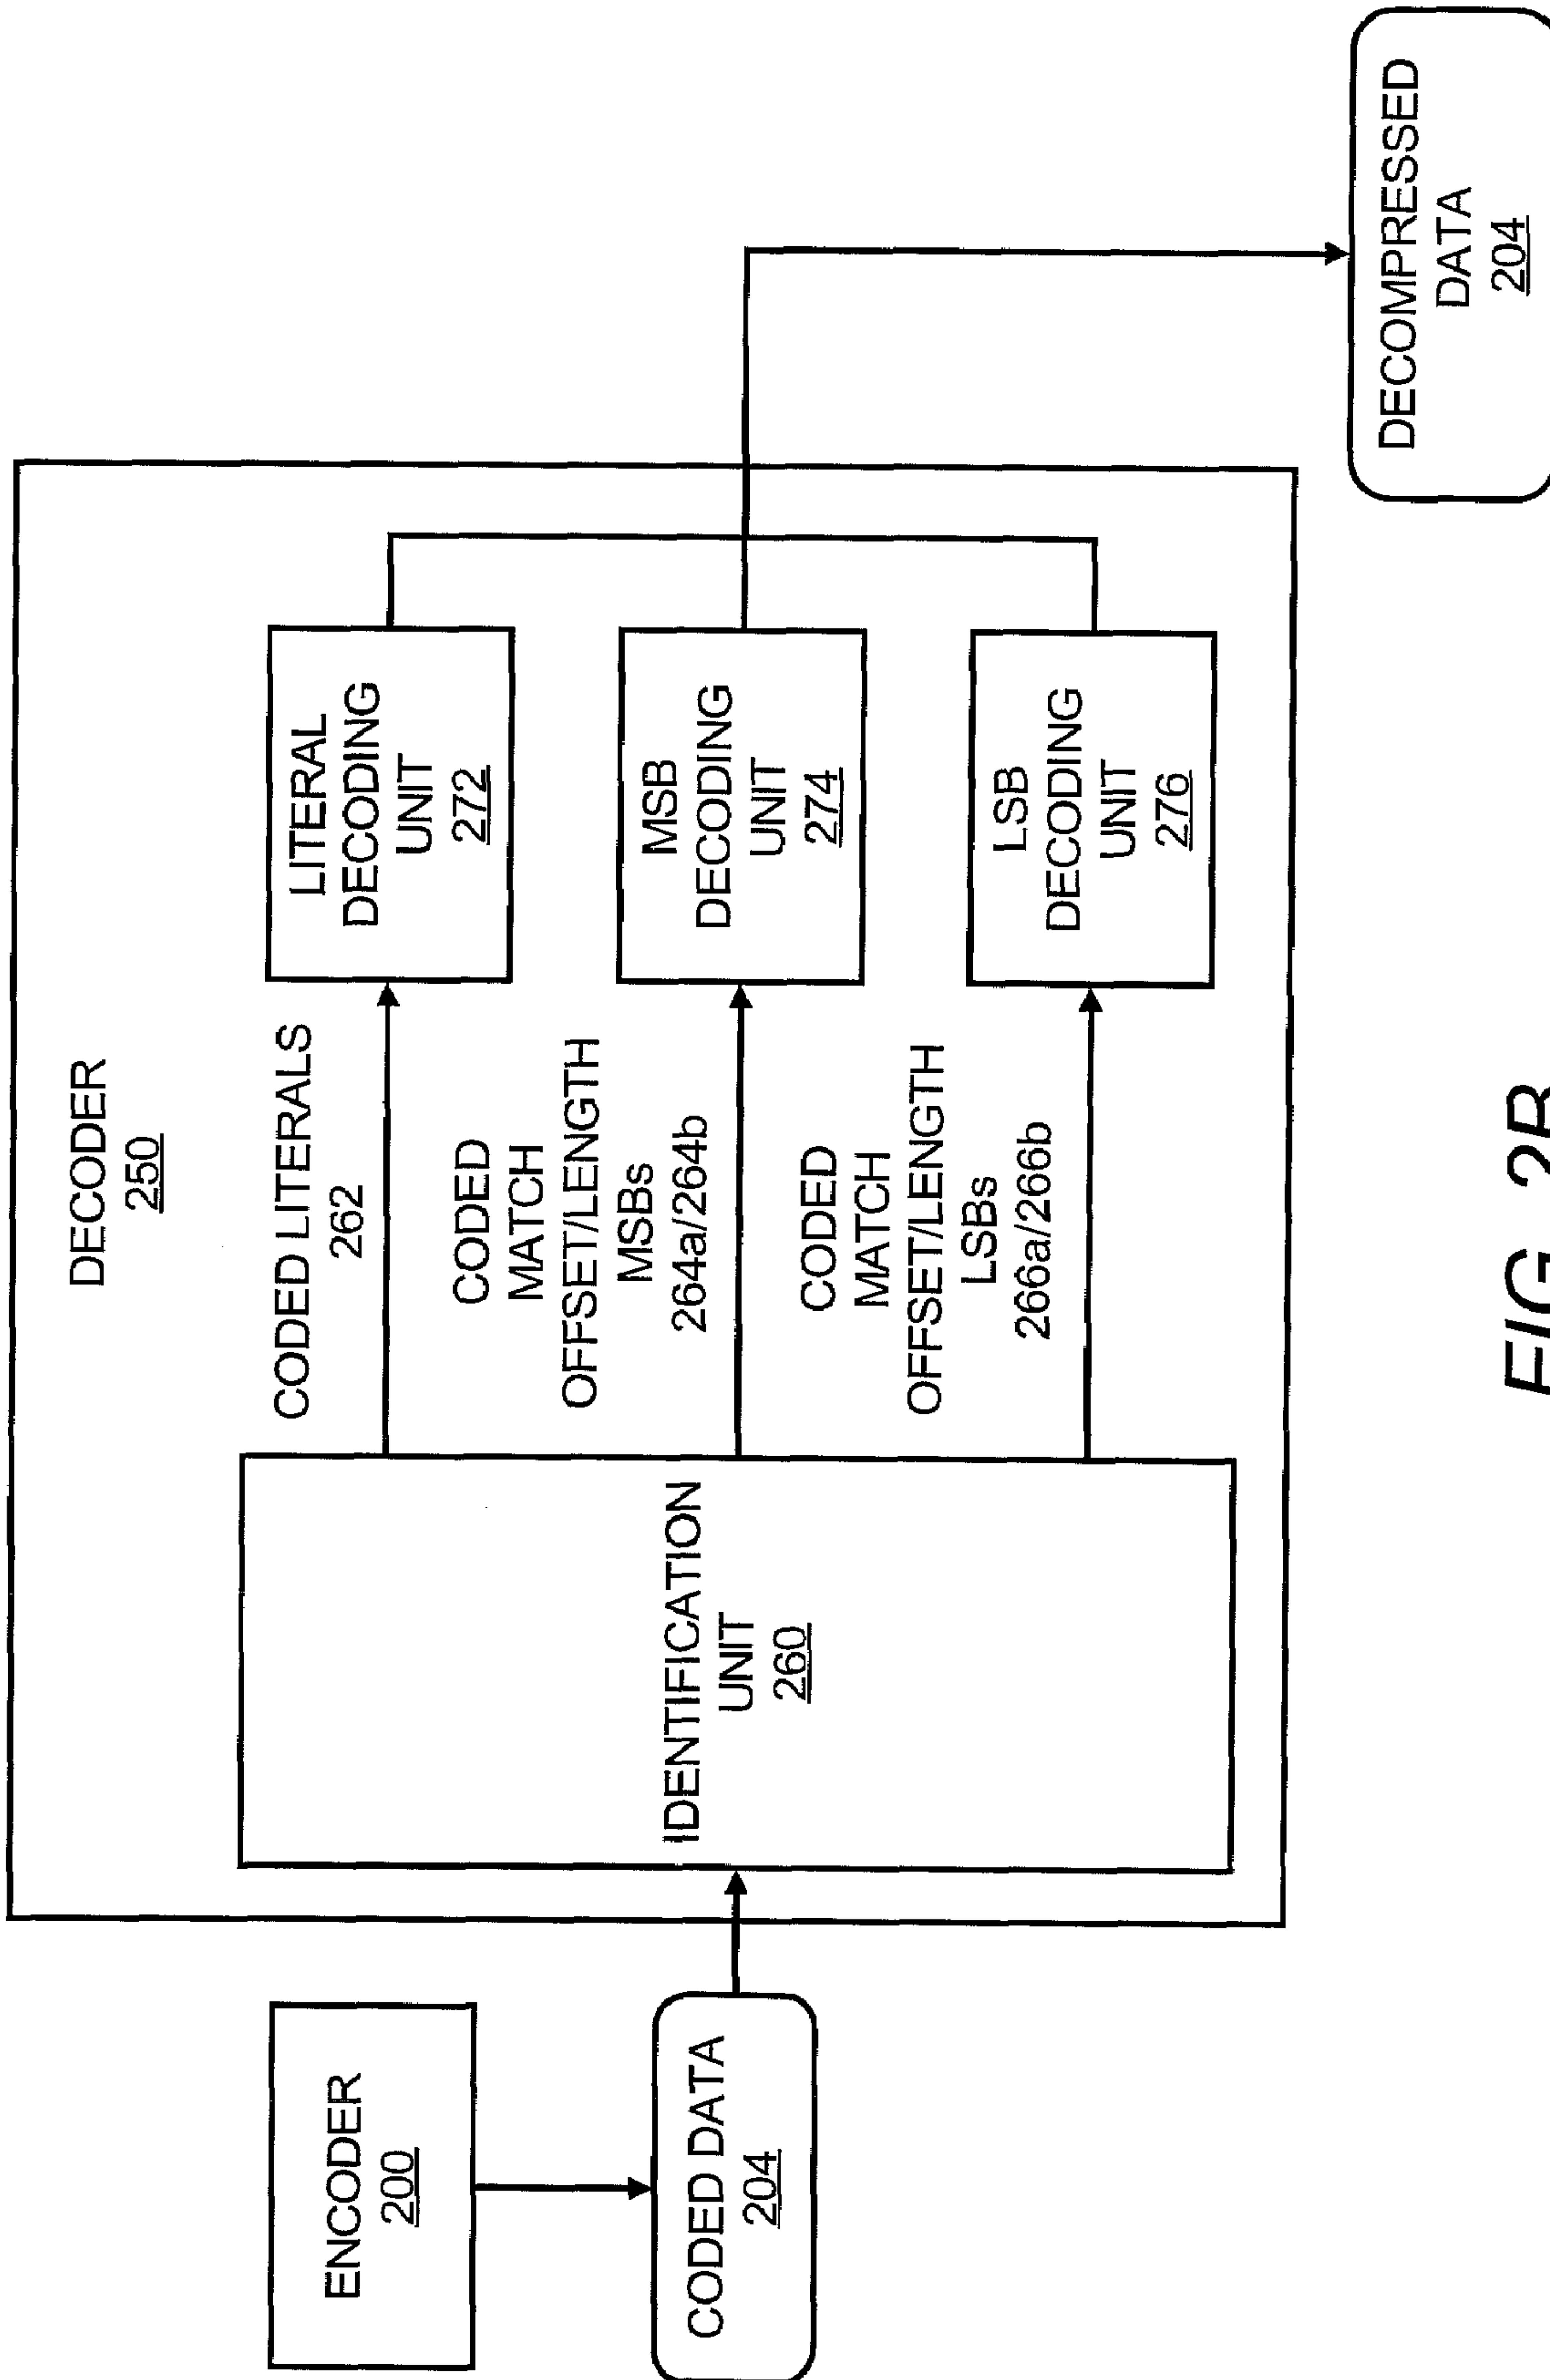 DECODER
250
ENCODER
200
CODED DATA
204
IDENTIFICATION
UNIT
260
CODED LITERALS
262
CODED
MATCH
OFFSET/LENGTH
MSBs
264a/264b
CODED
MATCH
OFFSET/LENGTH
LSBs
266a/266b
LITERAL
DECODING
UNIT
272
MSB
DECODING
UNIT
274
LSB
DECODING
UNIT
276
DECOMPRESSED
DATA
204
FIG. 2B